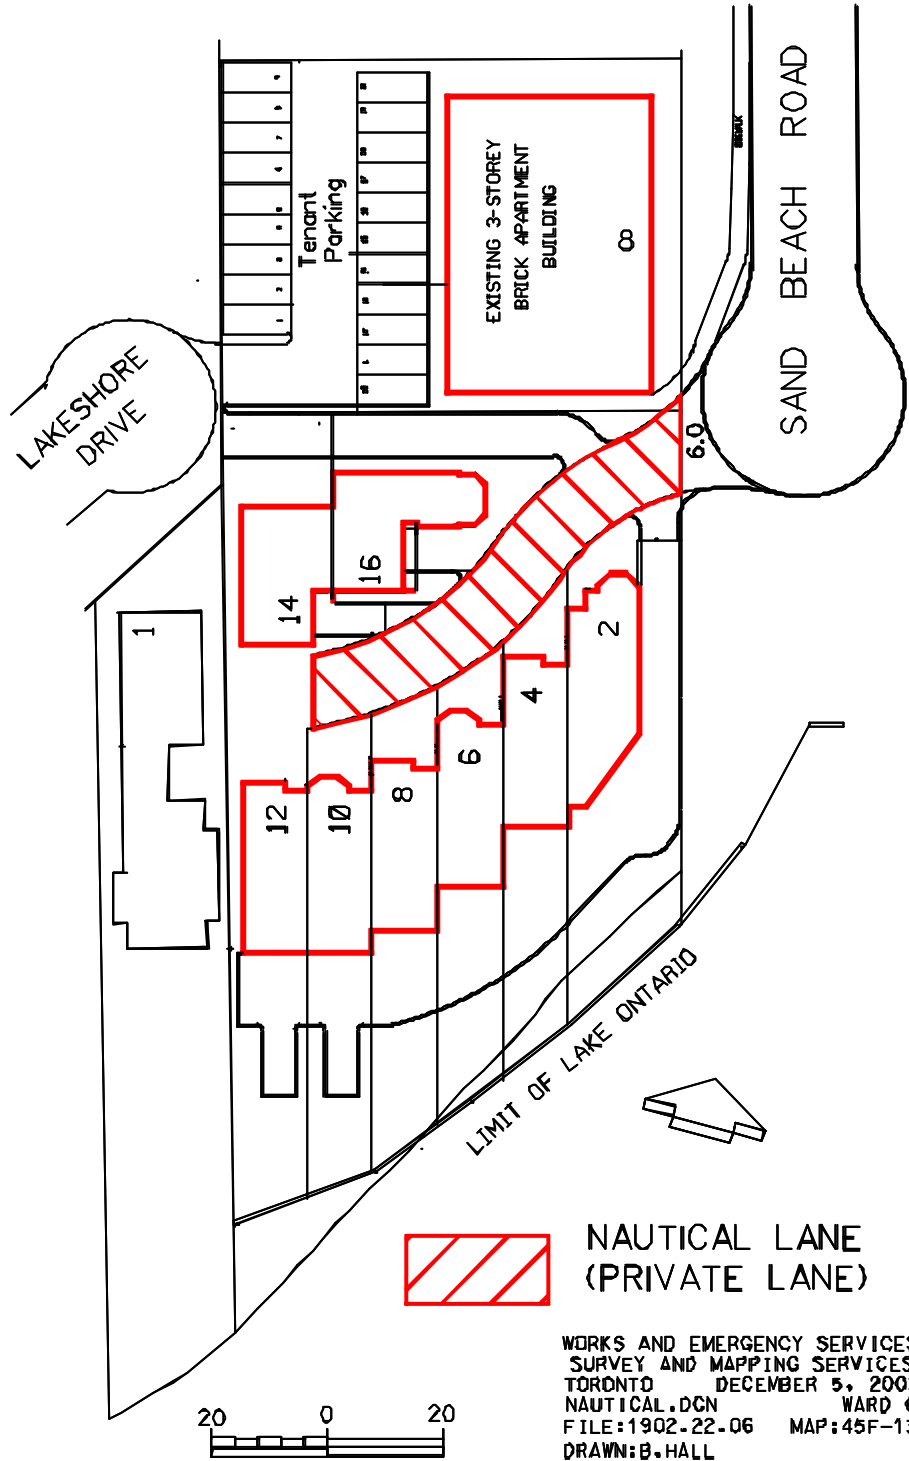 SAND BEACH ROAD
EXISTING 3-STOREY
BRICK APARTMENT
BUILDING
8
Tenant
Parking
LAKESHORE
DRIVE
6.0
16
14
1
2
4
6
8
10
12
LIMIT OF LAKE ONTARIO
NAUTICAL LANE
(PRIVATE LANE)
WORKS AND EMERGENCY SERVICES
SURVEY AND MAPPING SERVICES
TORONTO DECEMBER 5, 200
NAUTICAL.DGN WARD
FILE:1902-22-06 MAP:45F-13
DRAWN:B.HALL
20 0 20